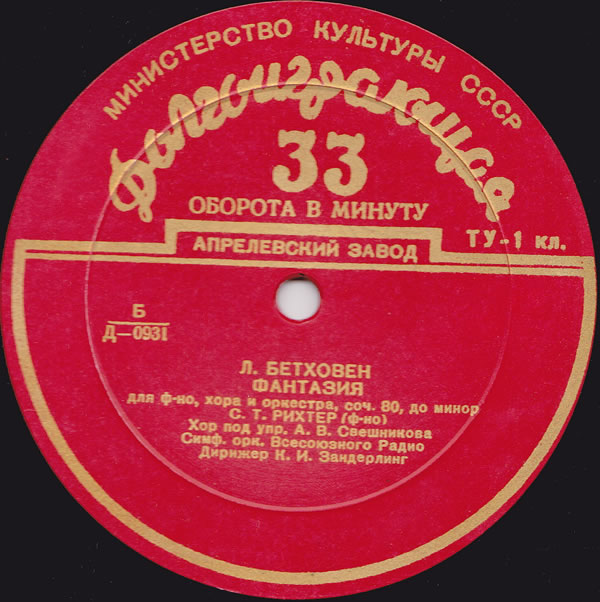 МИНИСТЕРСТВО КУЛЬТУРЫ СССР
Долгоиграющая
33
ОБОРОТА В МИНУТУ
АПРЕЛЕВСКИЙ ЗАВОД
ТУ-1 кл.
Б
Д—0931
Л. БЕТХОВЕН
ФАНТАЗИЯ
для ф-но, хора и оркестра, соч. 80, до минор
С. Т. РИХТЕР (ф-но)
Хор под упр. А. В. Свешникова
Симф. орк. Всесоюзного Радио
Дирижер К. И. Зандерлинг